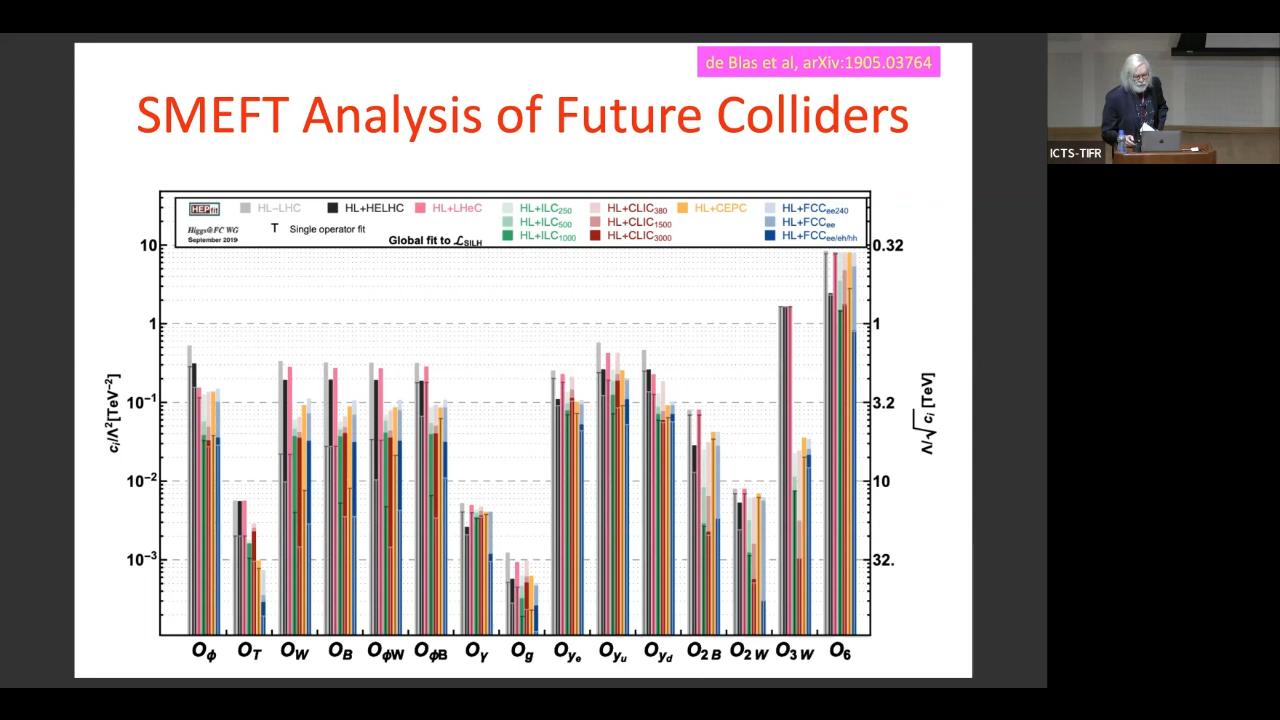 de Blas et al, arXiv:1905.03764
SMEFT Analysis of Future Colliders
ICTS-TIFR
HEPfit HL−LHC HL+HELHC HL+LHeC HL+ILC250 HL+CLIC380 HL+CEPC HL+FCCee240
Higgs@FC WG T Single operator fit HL+ILC500 HL+CLIC1500 HL+FCCee
September 2019 Global fit to ℒSILH HL+ILC1000 HL+CLIC3000 HL+FCCee/eh/hh
10 0.32
1 1
10−1 3.2
ci/Λ2[TeV−2] Λ/√ci [TeV]
10−2 10
10−3 32.
Oϕ OT OW OB OϕW OϕB Oγ Og Oye Oyu Oyd O2B O2W O3W O6